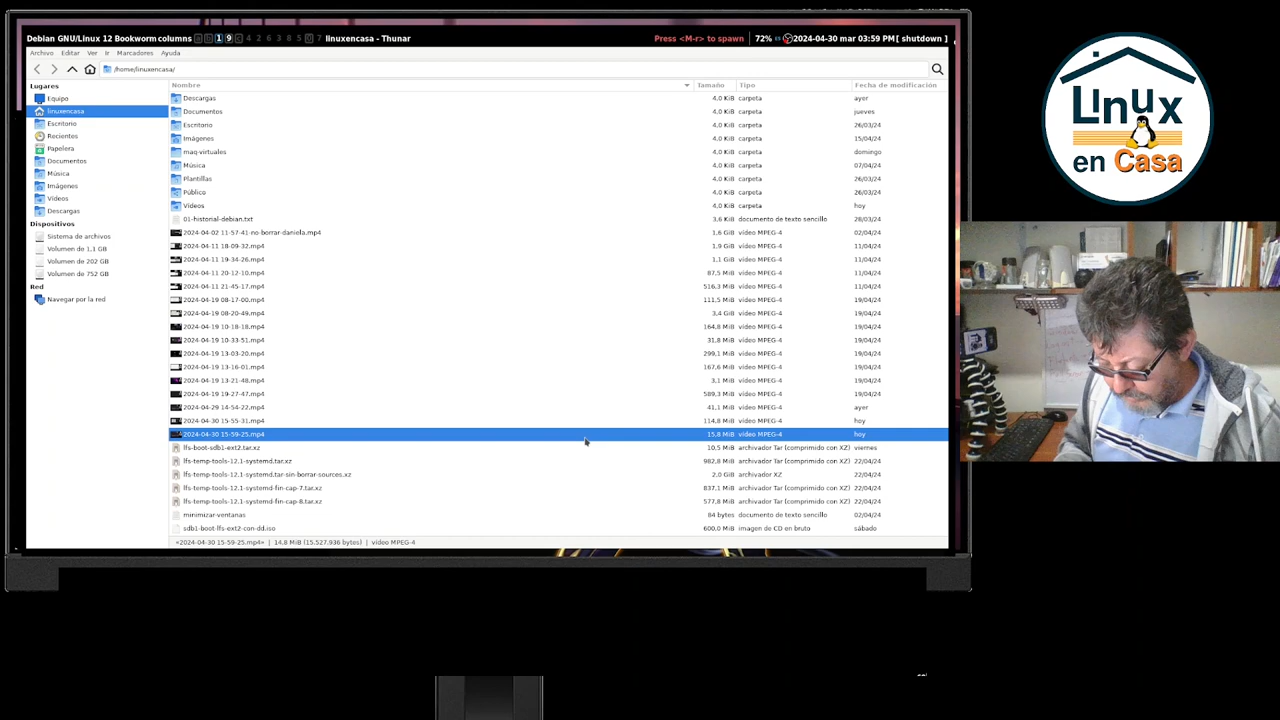 Debian GNU/Linux 12 Bookworm columns 1 9 4 2 6 3 8 5 7 linuxencasa - Thunar Press <M-r> to spawn 72% 2024-04-30 mar 03:59 PM [ shutdown ]
Archivo Editar Ver Ir Marcadores Ayuda
/home/linuxencasa/
Lugares
Equipo
linuxencasa
Escritorio
Recientes
Papelera
Documentos
Música
Imágenes
Vídeos
Descargas
Dispositivos
Sistema de archivos
Volumen de 1,1 GB
Volumen de 202 GB
Volumen de 752 GB
Red
Navegar por la red
Nombre Tamaño Tipo Fecha de modificación
Descargas 4,0 KiB carpeta ayer
Documentos 4,0 KiB carpeta jueves
Escritorio 4,0 KiB carpeta 26/03/24
Imágenes 4,0 KiB carpeta 15/04/24
maq-virtuales 4,0 KiB carpeta domingo
Música 4,0 KiB carpeta 07/04/24
Plantillas 4,0 KiB carpeta 26/03/24
Público 4,0 KiB carpeta 26/03/24
Vídeos 4,0 KiB carpeta hoy
01-historial-debian.txt 3,6 KiB documento de texto sencillo 28/03/24
2024-04-02 11-57-41-no-borrar-daniela.mp4 1,6 GiB vídeo MPEG-4 02/04/24
2024-04-11 18-09-32.mp4 1,9 GiB vídeo MPEG-4 11/04/24
2024-04-11 19-34-26.mp4 1,1 GiB vídeo MPEG-4 11/04/24
2024-04-11 20-12-10.mp4 87,5 MiB vídeo MPEG-4 11/04/24
2024-04-11 21-45-17.mp4 516,3 MiB vídeo MPEG-4 11/04/24
2024-04-19 08-17-00.mp4 111,5 MiB vídeo MPEG-4 19/04/24
2024-04-19 08-20-49.mp4 3,4 GiB vídeo MPEG-4 19/04/24
2024-04-19 10-18-18.mp4 164,8 MiB vídeo MPEG-4 19/04/24
2024-04-19 10-33-51.mp4 31,8 MiB vídeo MPEG-4 19/04/24
2024-04-19 13-03-20.mp4 299,1 MiB vídeo MPEG-4 19/04/24
2024-04-19 13-16-01.mp4 167,6 MiB vídeo MPEG-4 19/04/24
2024-04-19 13-21-48.mp4 3,1 MiB vídeo MPEG-4 19/04/24
2024-04-19 19-27-47.mp4 589,3 MiB vídeo MPEG-4 19/04/24
2024-04-29 14-54-22.mp4 41,1 MiB vídeo MPEG-4 ayer
2024-04-30 15-55-31.mp4 114,8 MiB vídeo MPEG-4 hoy
2024-04-30 15-59-25.mp4 15,8 MiB vídeo MPEG-4 hoy
lfs-boot-sdb1-ext2.tar.xz 10,5 MiB archivador Tar (comprimido con XZ) viernes
lfs-temp-tools-12.1-systemd.tar.xz 982,8 MiB archivador Tar (comprimido con XZ) 22/04/24
lfs-temp-tools-12.1-systemd.tar-sin-borrar-sources.xz 2,0 GiB archivador XZ 22/04/24
lfs-temp-tools-12.1-systemd-fin-cap-7.tar.xz 837,1 MiB archivador Tar (comprimido con XZ) 22/04/24
lfs-temp-tools-12.1-systemd-fin-cap-8.tar.xz 577,8 MiB archivador Tar (comprimido con XZ) 22/04/24
minimizar-ventanas 84 bytes documento de texto sencillo 02/04/24
sdb1-boot-lfs-ext2-con-dd.iso 600,0 MiB imagen de CD en bruto sábado
«2024-04-30 15-59-25.mp4» | 14,8 MiB (15.527.936 bytes) | vídeo MPEG-4
Linux
en Casa